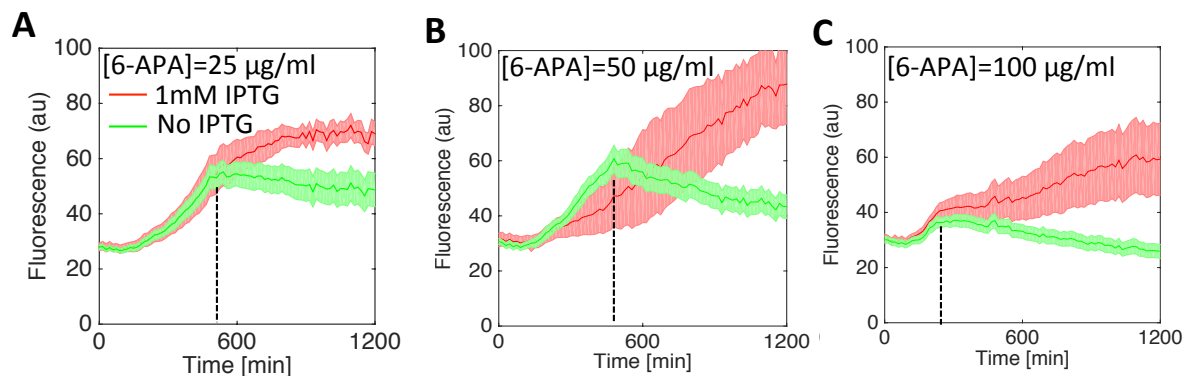 A
[6-APA]=25 µg/ml
1mM IPTG
No IPTG
Fluorescence (au)
100
80
60
40
20
0
0
600
1200
Time [min]
B
[6-APA]=50 µg/ml
Fluorescence (au)
100
80
60
40
20
0
0
600
1200
Time [min]
C
[6-APA]=100 µg/ml
Fluorescence (au)
100
80
60
40
20
0
0
600
1200
Time [min]